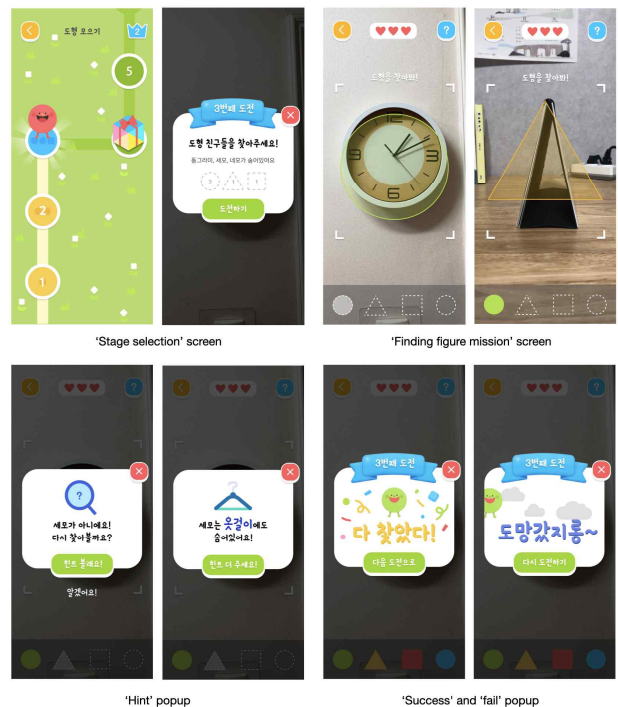 도형 모으기
2
5
2
1
3번째 도전
도형 친구들을 찾아주세요!
동그라미, 세모, 네모가 숨어있어요
도전하기
?
도형을 찾아봐!
12
3
6
9
?
도형을 찾아봐!
'Stage selection' screen
'Finding figure mission' screen
?
?
세모가 아니에요!
다시 찾아볼까요?
힌트 볼래요!
알겠어요!
?
?
세모는 옷걸이에도
숨어있어요!
힌트 더 주세요!
?
3번째 도전
다 찾았다!
다음 도전으로
?
3번째 도전
도망갔지롱~
다시 도전하기
'Hint' popup
'Success' and 'fail' popup